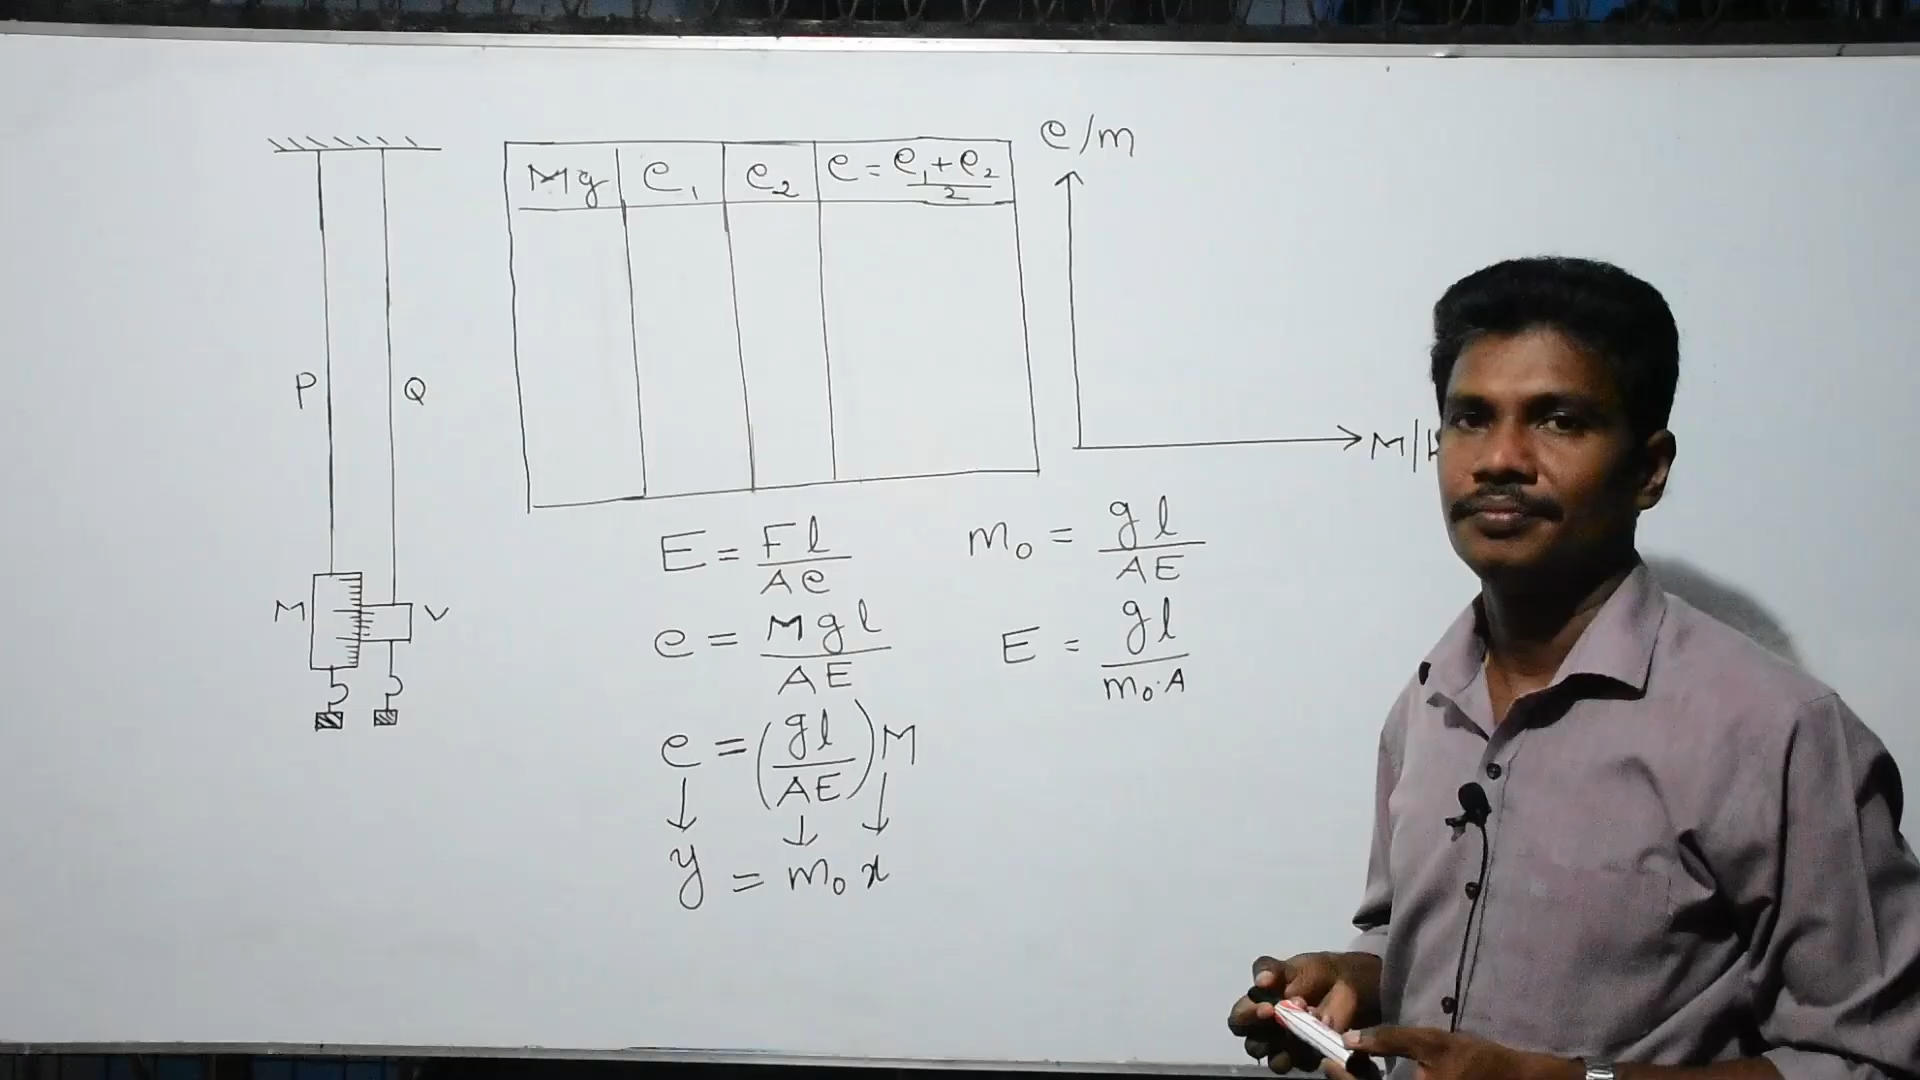 P
Q
M
V
Mg e₁ e₂ e = (e₁ + e₂)/2
e/m
M/
E = Fl/Ae
e = Mgl/AE
e = (gl/AE)M
y = m₀x
m₀ = gl/AE
E = gl/m₀·A